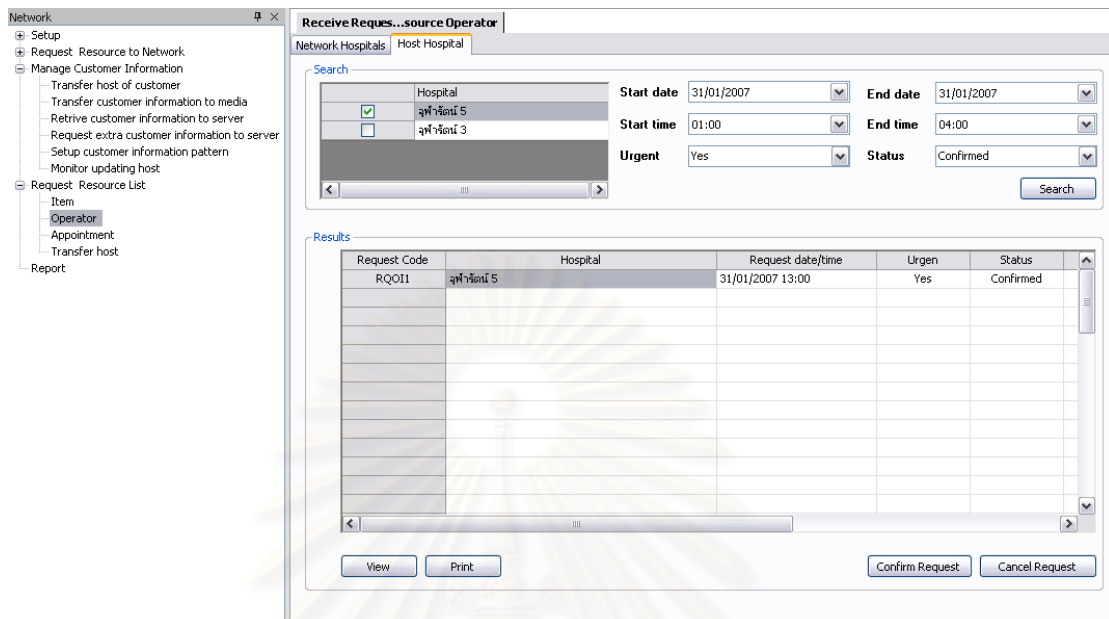 Network
Setup
Request Resource to Network
Manage Customer Information
Transfer host of customer
Transfer customer information to media
Retrive customer information to server
Request extra customer information to server
Setup customer information pattern
Monitor updating host
Request Resource List
Item
Operator
Appointment
Transfer host
Report
Receive Reques...source Operator
Network Hospitals Host Hospital
Search
Hospital
จุฬารัตน์ 5
จุฬารัตน์ 3
Start date 31/01/2007 End date 31/01/2007
Start time 01:00 End time 04:00
Urgent Yes Status Confirmed
Search
Results
Request Code Hospital Request date/time Urgen Status
RQOI1 จุฬารัตน์ 5 31/01/2007 13:00 Yes Confirmed
View Print Confirm Request Cancel Request